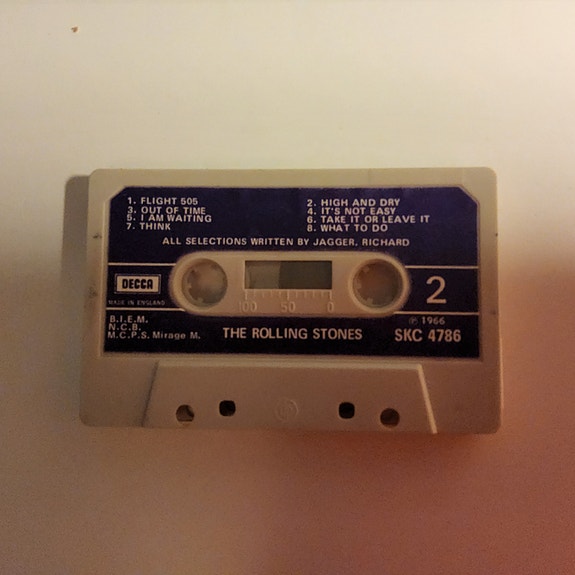 1. FLIGHT 505 2. HIGH AND DRY
3. OUT OF TIME 4. IT'S NOT EASY
5. I AM WAITING 6. TAKE IT OR LEAVE IT
7. THINK 8. WHAT TO DO
ALL SELECTIONS WRITTEN BY JAGGER, RICHARD
DECCA
MADE IN ENGLAND
100 50 0
2
B.I.E.M.
N.C.B.
M.C.P.S. Mirage M.
THE ROLLING STONES
℗ 1966
SKC 4786